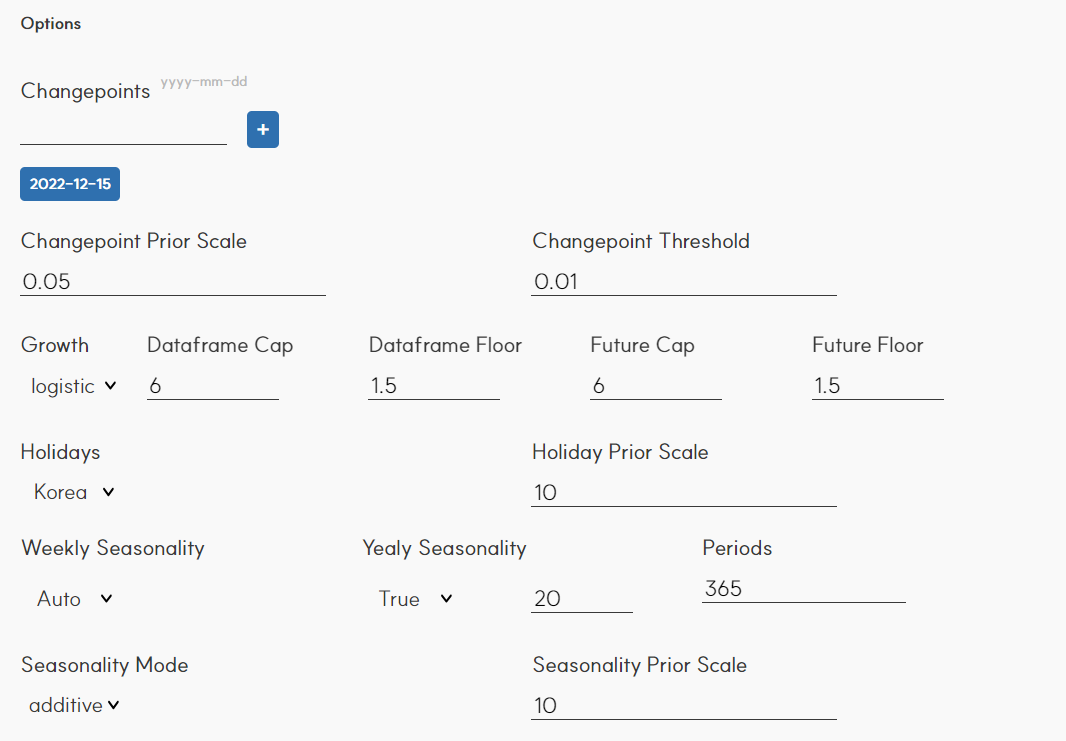 Options
Changepoints yyyy-mm-dd
+
2022-12-15
Changepoint Prior Scale Changepoint Threshold
0.05 0.01
Growth Dataframe Cap Dataframe Floor Future Cap Future Floor
logistic 6 1.5 6 1.5
Holidays Holiday Prior Scale
Korea 10
Weekly Seasonality Yealy Seasonality Periods
Auto True 20 365
Seasonality Mode Seasonality Prior Scale
additive 10